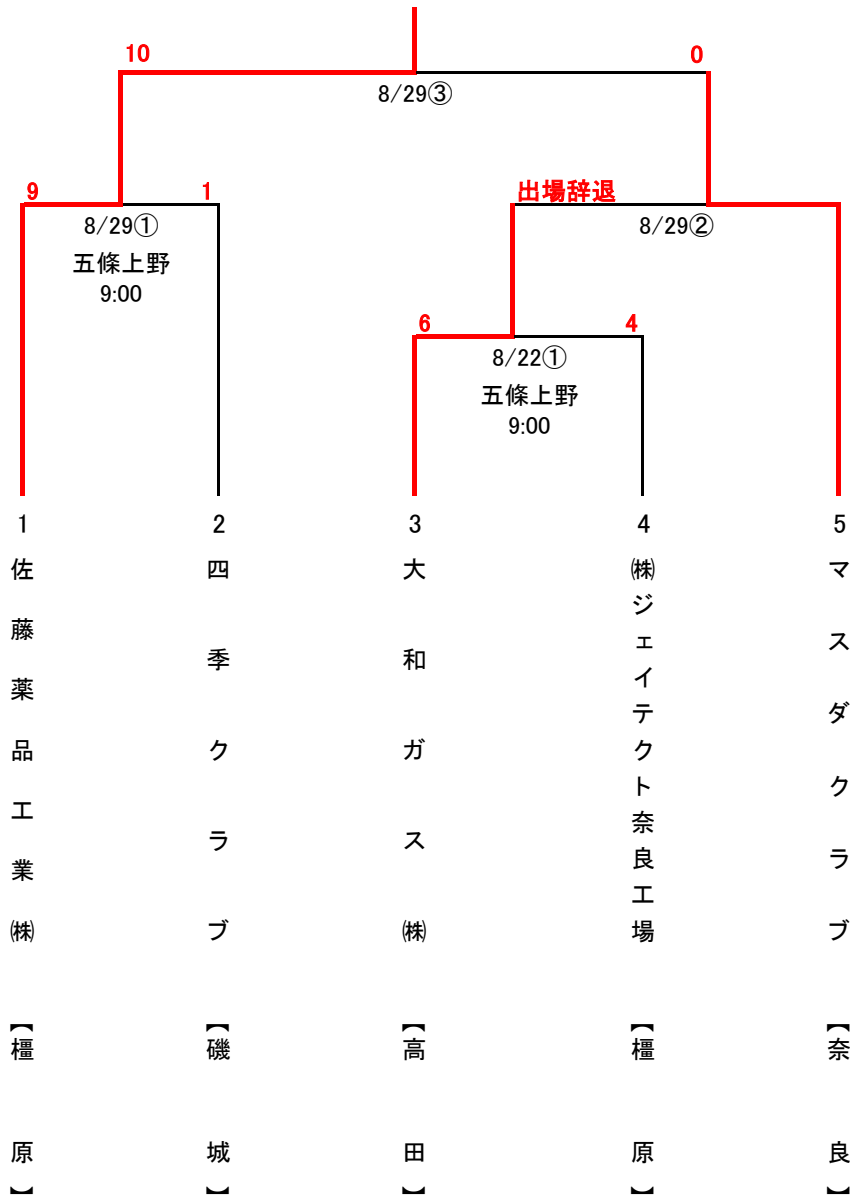 10
0
8/29③
9
1
出場辞退
8/29①
8/29②
五條上野
9:00
6
4
8/22①
五條上野
9:00
1
2
3
4
5
佐藤薬品工業㈱【橿原】
四季クラブ【磯城】
大和ガス㈱【高田】
㈱ジェイテクト奈良工場【橿原】
マスダクラブ【奈良】